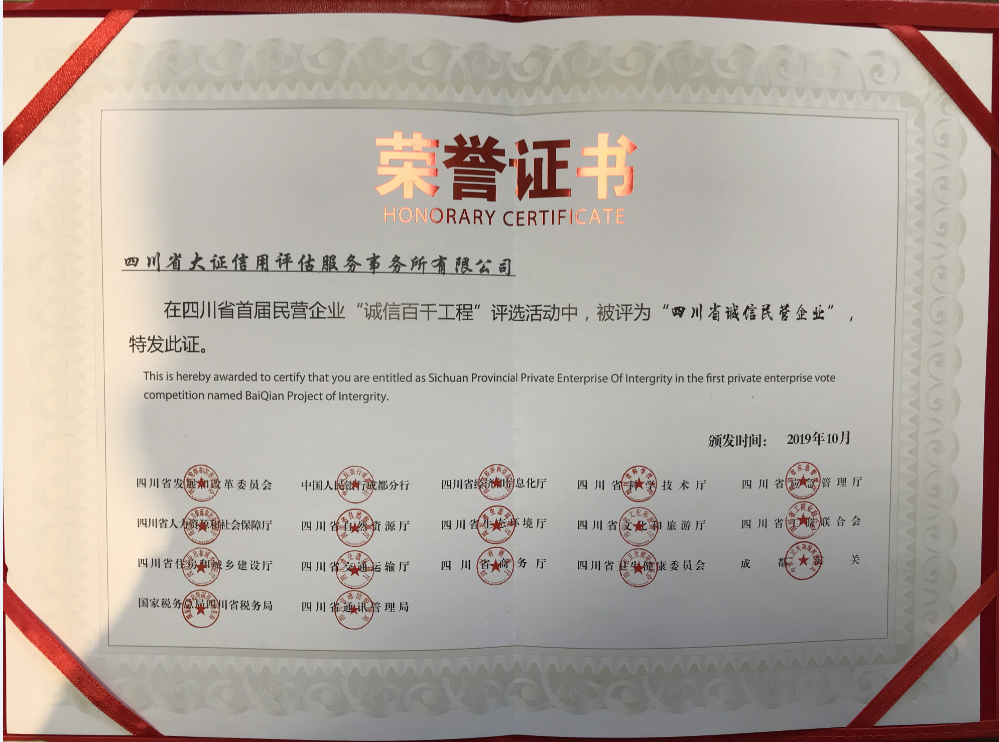 荣誉证书
HONORARY CERTIFICATE
四川省大证信用评估服务事务所有限公司
在四川省首届民营企业“诚信百千工程”评选活动中，被评为“四川省诚信民营企业”，
特发此证。
This is hereby awarded to certify that you are entitled as Sichuan Provincial Private Enterprise Of Intergrity in the first private enterprise vote
competition named BaiQian Project of Intergrity.
颁发时间： 2019年10月
四川省发展和改革委员会 中国人民银行成都分行 四川省经济和信息化厅 四川省科学技术厅 四川省应急管理厅
四川省人力资源和社会保障厅 四川省自然资源厅 四川省生态环境厅 四川省文化和旅游厅 四川省工商联合会
四川省住房和城乡建设厅 四川省交通运输厅 四川省商务厅 四川省卫生健康委员会 成都海关
国家税务总局四川省税务局 四川省通讯管理局